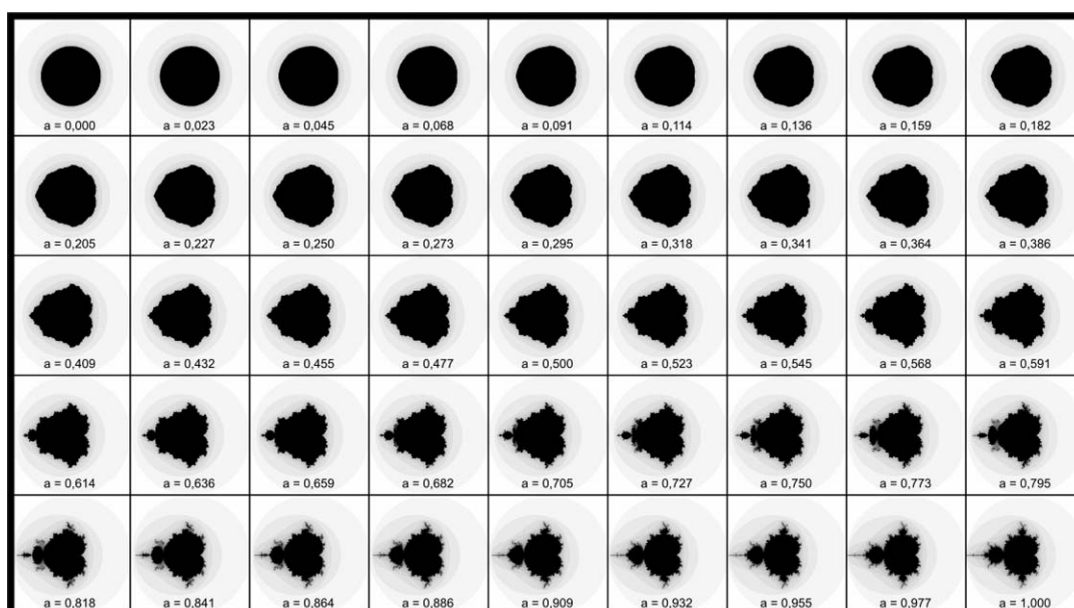 a = 0,000 a = 0,023 a = 0,045 a = 0,068 a = 0,091 a = 0,114 a = 0,136 a = 0,159 a = 0,182
a = 0,205 a = 0,227 a = 0,250 a = 0,273 a = 0,295 a = 0,318 a = 0,341 a = 0,364 a = 0,386
a = 0,409 a = 0,432 a = 0,455 a = 0,477 a = 0,500 a = 0,523 a = 0,545 a = 0,568 a = 0,591
a = 0,614 a = 0,636 a = 0,659 a = 0,682 a = 0,705 a = 0,727 a = 0,750 a = 0,773 a = 0,795
a = 0,818 a = 0,841 a = 0,864 a = 0,886 a = 0,909 a = 0,932 a = 0,955 a = 0,977 a = 1,000